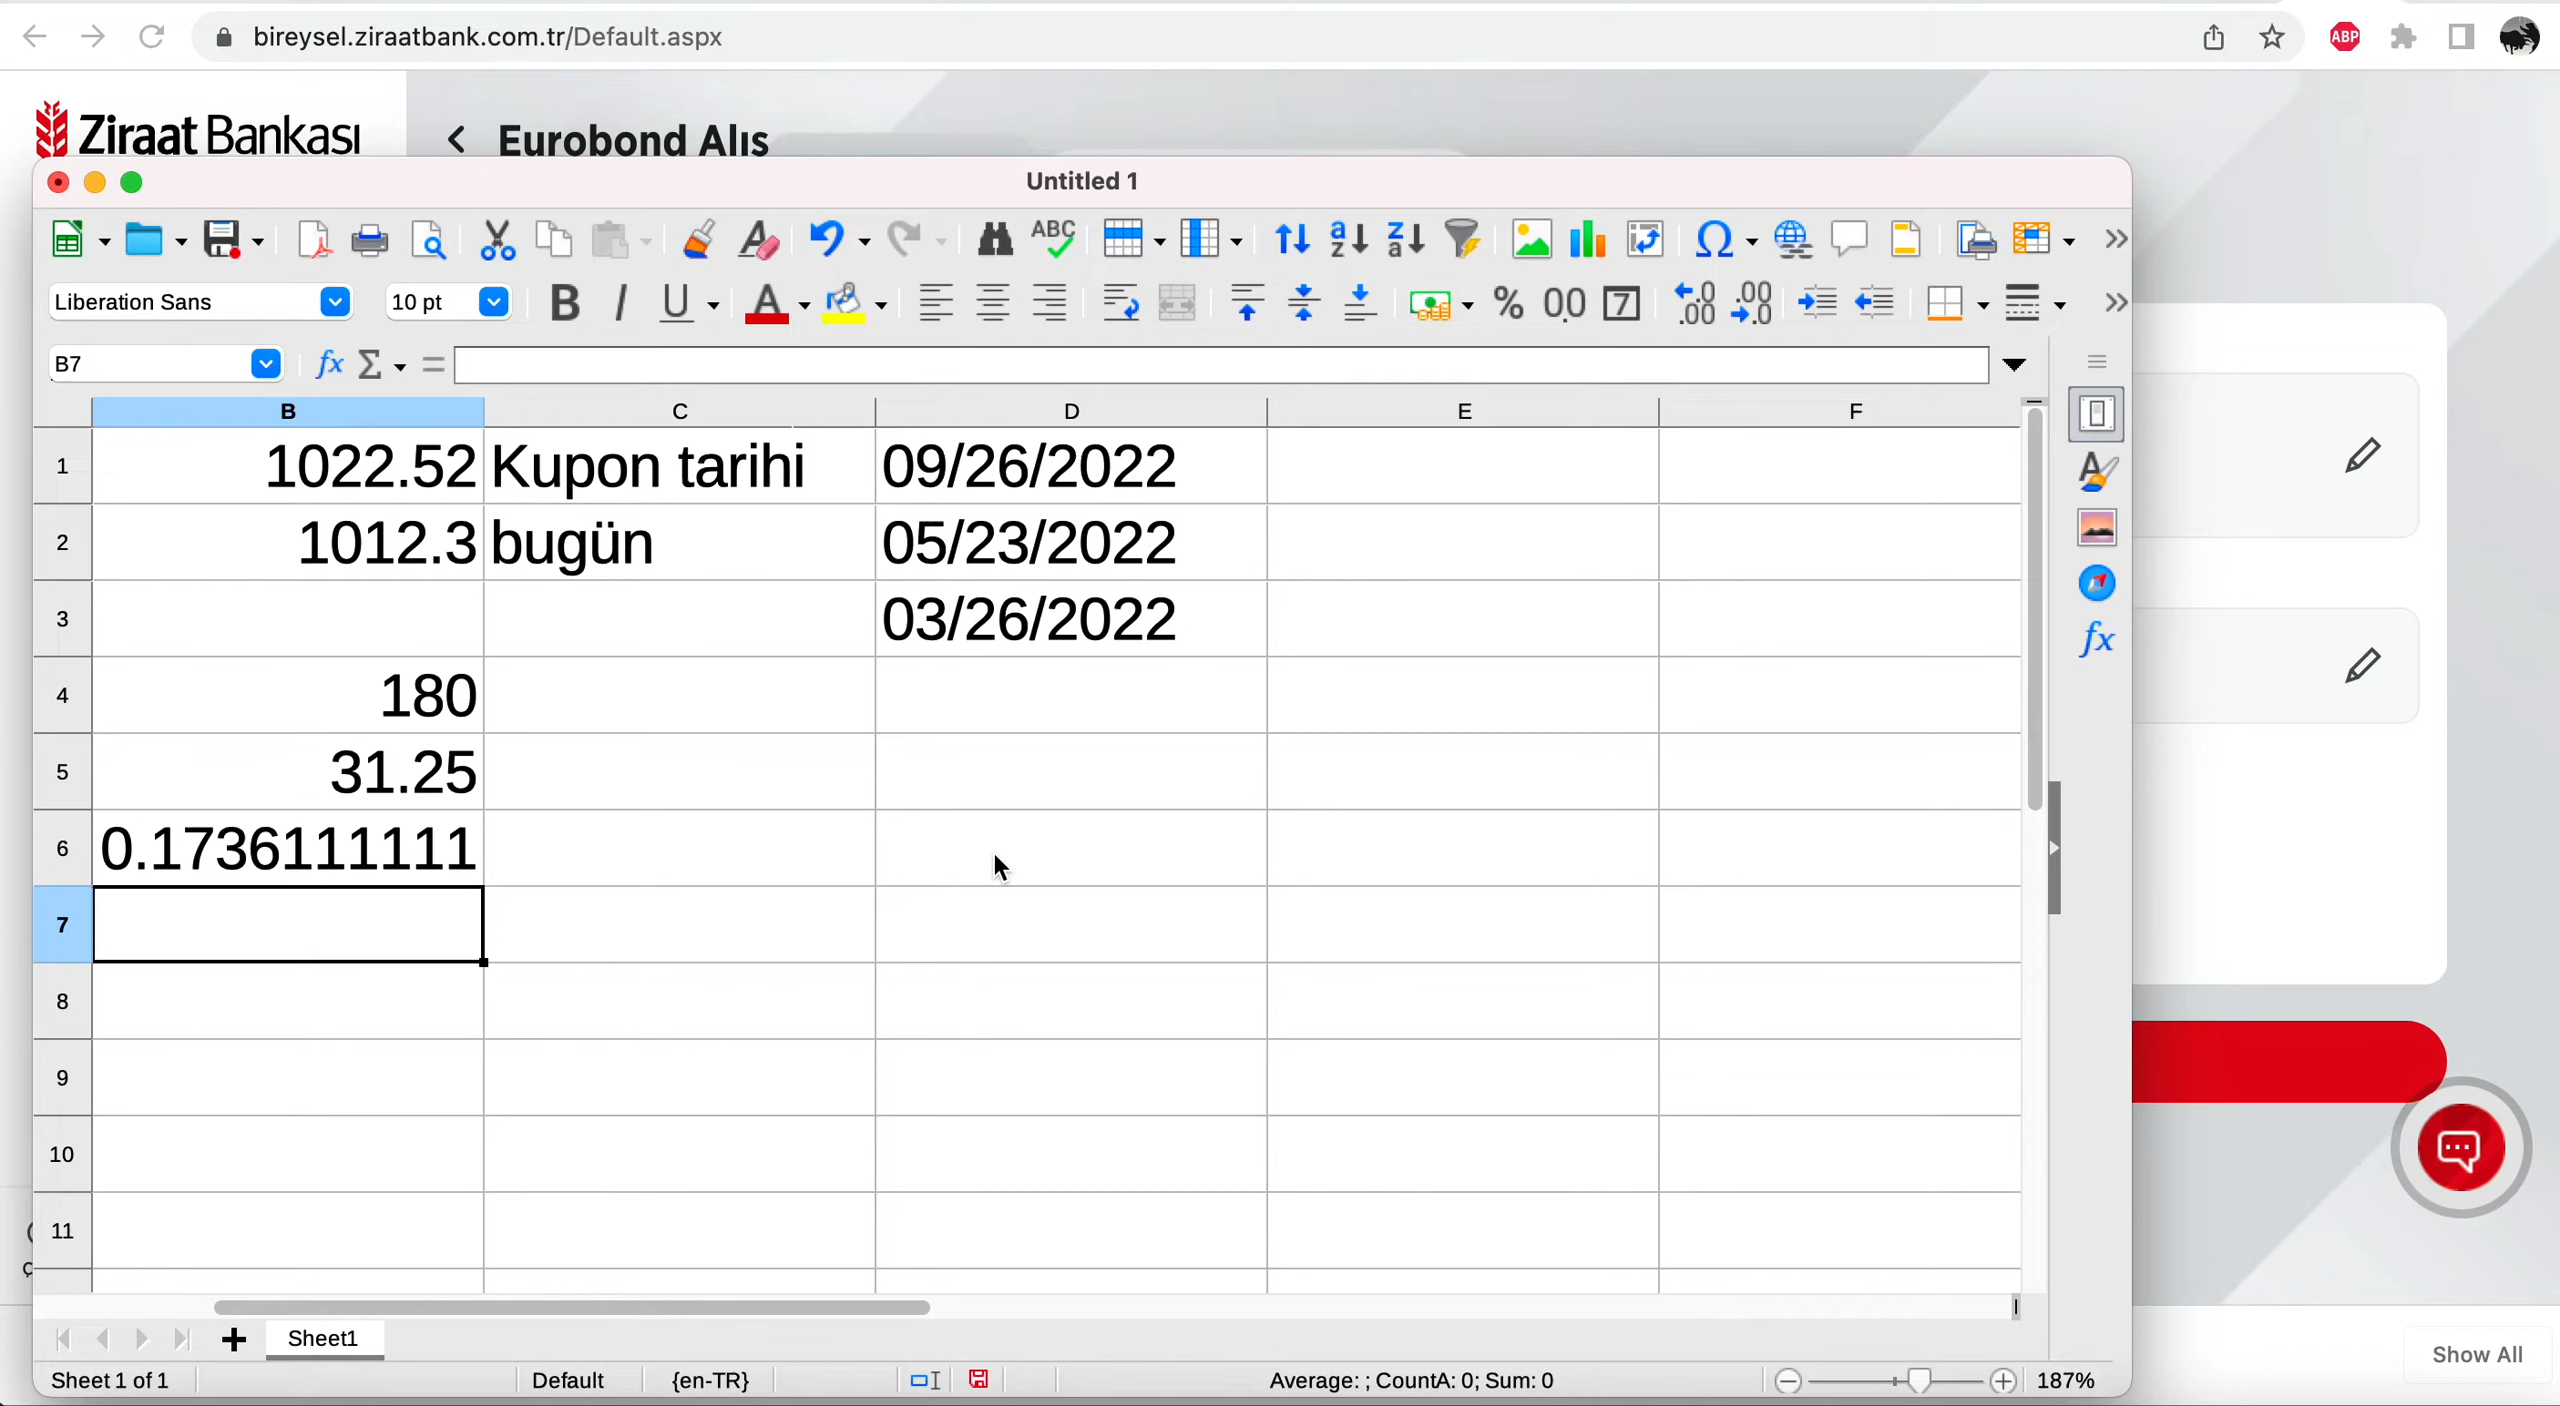 bireysel.ziraatbank.com.tr/Default.aspx
ABP
Ziraat Bankası
Eurobond Alış
Untitled 1
ABC
Liberation Sans
10 pt
B7
B C D E F
1 1022.52 Kupon tarihi 09/26/2022
2 1012.3 bugün 05/23/2022
3 03/26/2022
4 180
5 31.25
6 0.1736111111
7
8
9
10
11
Sheet1
Sheet 1 of 1
Default
{en-TR}
Average: ; CountA: 0; Sum: 0
187%
Show All